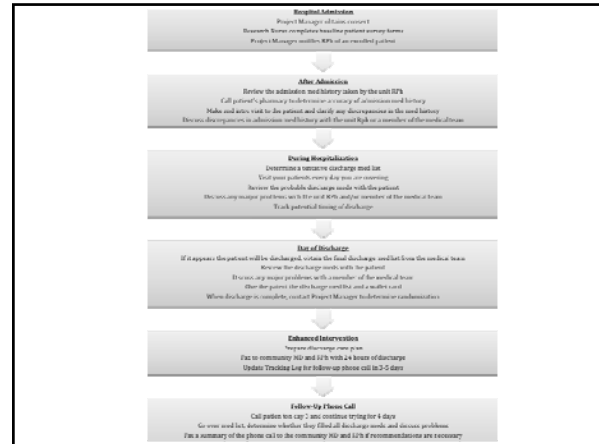 Hospital Admission
Project Manager obtains consent
Research Nurse completes baseline patient survey forms
Project Manager notifies RPh of an enrolled patient
After Admission
Review the admission med history taken by the unit RPh
Call patient's pharmacy to determine accuracy of admission med history
Make and intro. visit to the patient and clarify any discrepancies in the med history
Discuss discrepancies in admission med history with the unit Rph or a member of the medical team
During Hospitalization
Determine a tentative discharge med list
Visit your patients every day you are covering
Review the probable discharge meds with the patient
Discuss any major problems with the unit RPh and/or member of the medical team
Track potential timing of discharge
Day of Discharge
If it appears the patient will be discharged, obtain the final discharge med list from the medical team
Review the discharge meds with the patient
Discuss any major problems with a member of the medical team
Give the patient the discharge med list and a wallet card
When discharge is complete, contact Project Manager to determine randomization
Enhanced Intervention
Prepare discharge care plan
Fax to community MD and RPh with 24 hours of discharge
Update Tracking Log for follow-up phone call in 3-5 days
Follow-Up Phone Call
Call patient on day 3 and continue trying for 4 days
Go over med list, determine whether they filled all discharge meds and discuss problems
Fax a summary of the phone call to the community MD and RPh if recommendations are necessary